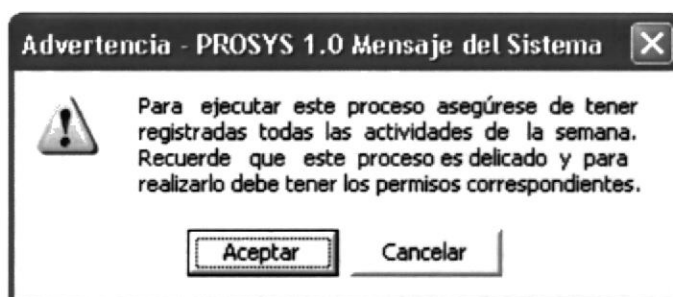 Advertencia - PROSYS 1.0 Mensaje del Sistema
Para ejecutar este proceso asegúrese de tener
registradas todas las actividades de la semana.
Recuerde que este proceso es delicado y para
realizarlo debe tener los permisos correspondientes.
Aceptar
Cancelar